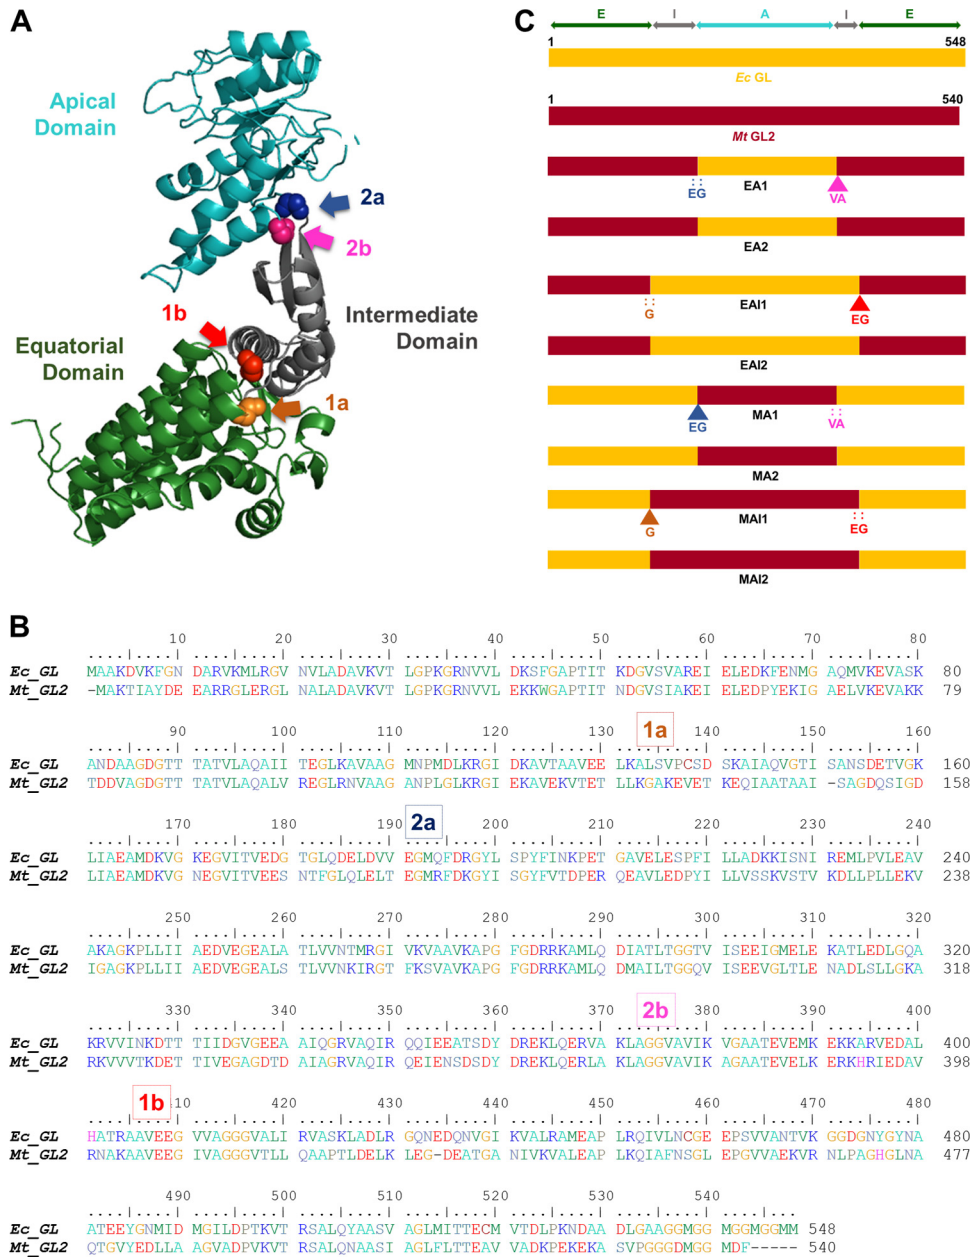 A
Apical
Domain
2a
2b
1b
Intermediate
Domain
Equatorial
Domain
1a
C
E I A I E
1 548
Ec GL
1 540
Mt GL2
EA1
EG VA
EA2
EAI1
G EG
EAI2
MA1
EG VA
MA2
MAI1
G EG
MAI2
B
10 20 30 40 50 60 70 80
Ec_GL MAAKDVKFGN DARVKMLRGV NVLADAVKVT LGPKGRNVVL DKSFGAPTIT KDGVSVAREI ELEDKFENMG AQMVKEVASK 80
Mt_GL2 -MAKTIAYDE EARRGLERGL NALADAVKVT LGPKGRNVVL EKKWGAPTIT NDGVSIAKEI ELEDPYEKIG AELVKEVAKK 79
1a
90 100 110 120 130 140 150 160
Ec_GL ANDAAGDGTT TATVLAQAII TEGLKAVAAG MNPMDLKRGI DKAVTAAVEE LKALSVPCSD SKAIAQVGTI SANSDETVGK 160
Mt_GL2 TDDVAGDGTT TATVLAQALV REGLRNVAAG ANPLGLKRGI EKAVEKVTET LLKGAKEVET KEQIAATAAI -SAGDQSIGD 158
2a
170 180 190 200 210 220 230 240
Ec_GL LIAEAMDKVG KEGVITVEDG TGLQDELDVV EGMQFDRGYL SPYFINKPET GAVELESPFI LLADKKISNI REMLPVLEAV 240
Mt_GL2 LIAEAMDKVG NEGVITVEES NTFGLQLELT EGMRFDKGYI SGYFVTDPER QEAVLEDPYI LLVSSKVSTV KDLLPLLEKV 238
250 260 270 280 290 300 310 320
Ec_GL AKAGKPLLII AEDVEGEALA TLVVNTMRGI VKVAAVKAPG FGDRRKAMLQ DIATLTGGTV ISEEIGMELE KATLEDLGQA 320
Mt_GL2 IGAGKPLLII AEDVEGEALS TLVVNKIRGT FKSVAVKAPG FGDRRKAMLQ DMAILTGGQV ISEEVGLTLE NADLSLLGKA 318
2b
330 340 350 360 370 380 390 400
Ec_GL KRVVINKDTT TIIDGVGEEA AIQGRVAQIR QQIEEATSDY DREKLQERVA KLAGGVAVIK VGAATEVEMK EKKARVEDAL 400
Mt_GL2 RKVVVTKDET TIVEGAGDTD AIAGRVAQIR QEIENSDSDY DREKLQERLA KLAGGVAVIK AGAATEVELK ERKHRIEDAV 398
1b
410 420 430 440 450 460 470 480
Ec_GL HATRAAVEEG VVAGGGVALI RVASKLADLR GQNEDQNVGI KVALRAMEAP LRQIVLNCGE EPSVVANTVK GGDGNYGYNA 480
Mt_GL2 RNAKAAVEEG IVAGGGVTLL QAAPTLDELK LEG-DEATGA NIVKVALEAP LKQIAFNSGL EPGVVAEKVR NLPAGHGLNA 477
490 500 510 520 530 540
Ec_GL ATEEYGNMID MGILDPTKVT RSALQYAASV AGLMITTECM VTDLPKNDAA DLGAAGGMGG MGGMGGMM 548
Mt_GL2 QTGVYEDLLA AGVADPVKVT RSALQNAASI AGLFLTTEAV VADKPEKEKA SVPGGGDMGG MDF----- 540